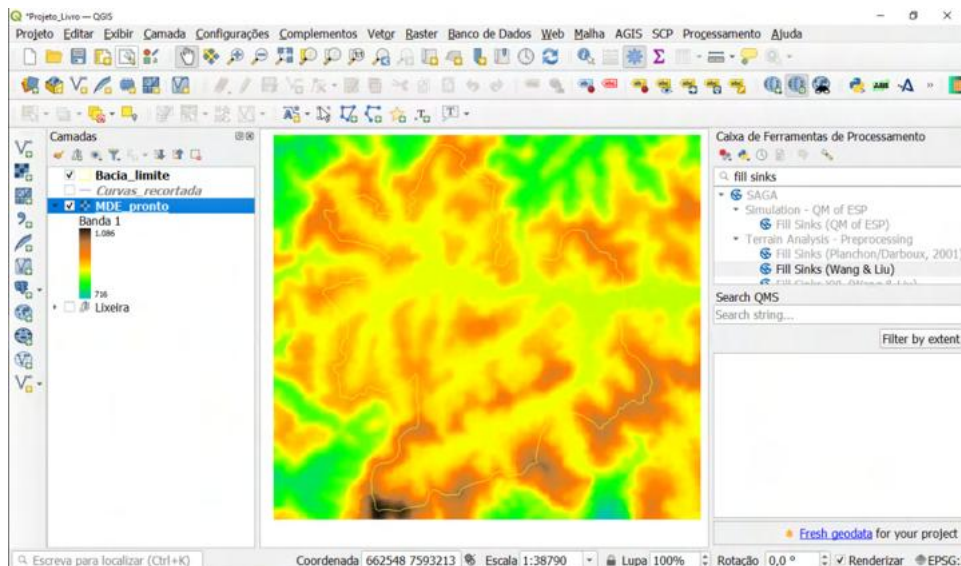 *Projeto_Livro — QGIS
Projeto Editar Exibir Camada Configurações Complementos Vetor Raster Banco de Dados Web Malha AGIS SCP Processamento Ajuda
Camadas
Bacia_limite
Curvas_recortada
MDE_pronto
Banda 1
1.086
716
Lixeira
Caixa de Ferramentas de Processamento
fill sinks
SAGA
Simulation - QM of ESP
Fill Sinks (QM of ESP)
Terrain Analysis - Preprocessing
Fill Sinks (Planchon/Darboux, 2001)
Fill Sinks (Wang & Liu)
Search QMS
Search string...
Filter by extent
Fresh geodata for your project
Escreva para localizar (Ctrl+K)
Coordenada 662548 7593213 Escala 1:38790 Lupa 100% Rotação 0,0 ° Renderizar EPSG: